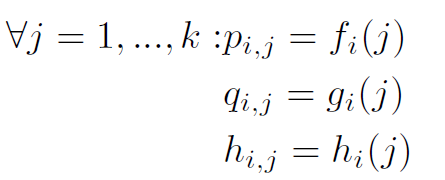 ∀j = 1, ..., k : p_{i,j} = f_i(j)
q_{i,j} = g_i(j)
h_{i,j} = h_i(j)